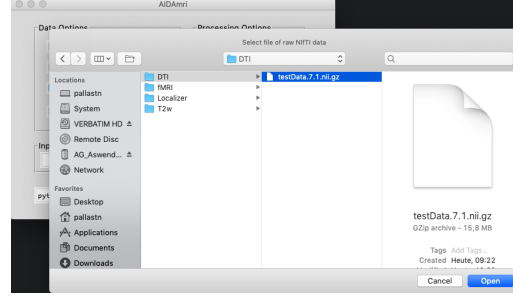 AIDAmri
Data Options
Processing Options
Select file of raw NIfTI data
DTI
Q
Locations
pallastn
System
VERBATIM HD
Remote Disc
AG_Aswend...
Network
Favorites
Desktop
pallastn
Applications
Documents
Downloads
DTI
fMRI
Localizer
T2w
testData.7.1.nii.gz
testData.7.1.nii.gz
GZip archive - 15,8 MB
Tags Add Tags...
Created Heute, 09:22
Inp
pyt
Cancel
Open